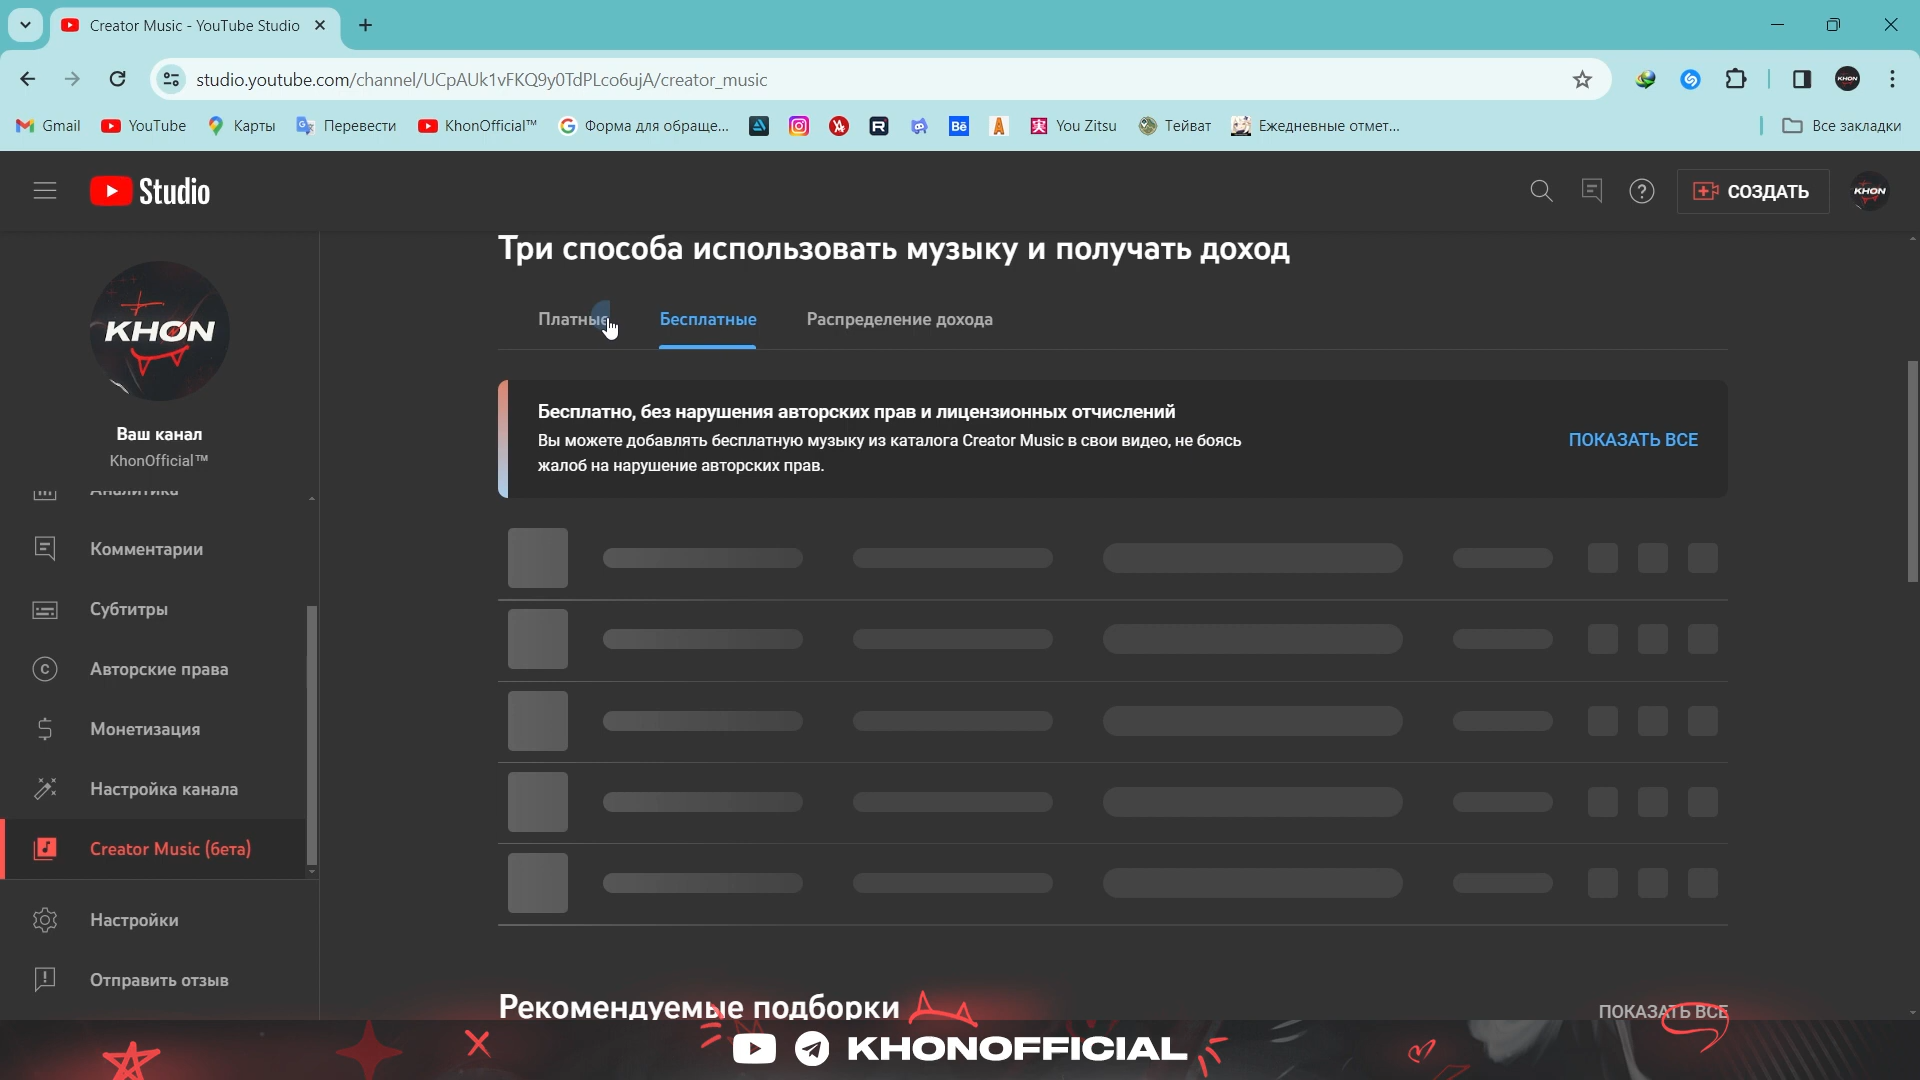 Creator Music - YouTube Studio
studio.youtube.com/channel/UCpAUk1vFKQ9y0TdPLco6ujA/creator_music
Gmail YouTube Карты Перевести KhonOfficial™ Форма для обраще... You Zitsu Тейват Ежедневные отмет... Все закладки
Studio
СОЗДАТЬ
KHON
Три способа использовать музыку и получать доход
Платные Бесплатные Распределение дохода
Бесплатно, без нарушения авторских прав и лицензионных отчислений
Вы можете добавлять бесплатную музыку из каталога Creator Music в свои видео, не боясь
жалоб на нарушение авторских прав.
ПОКАЗАТЬ ВСЕ
KHON
Ваш канал
KhonOfficial™
Аналитика
Комментарии
Субтитры
Авторские права
Монетизация
Настройка канала
Creator Music (бета)
Настройки
Отправить отзыв
Рекомендуемые подборки
ПОКАЗАТЬ ВСЕ
KHONOFFICIAL